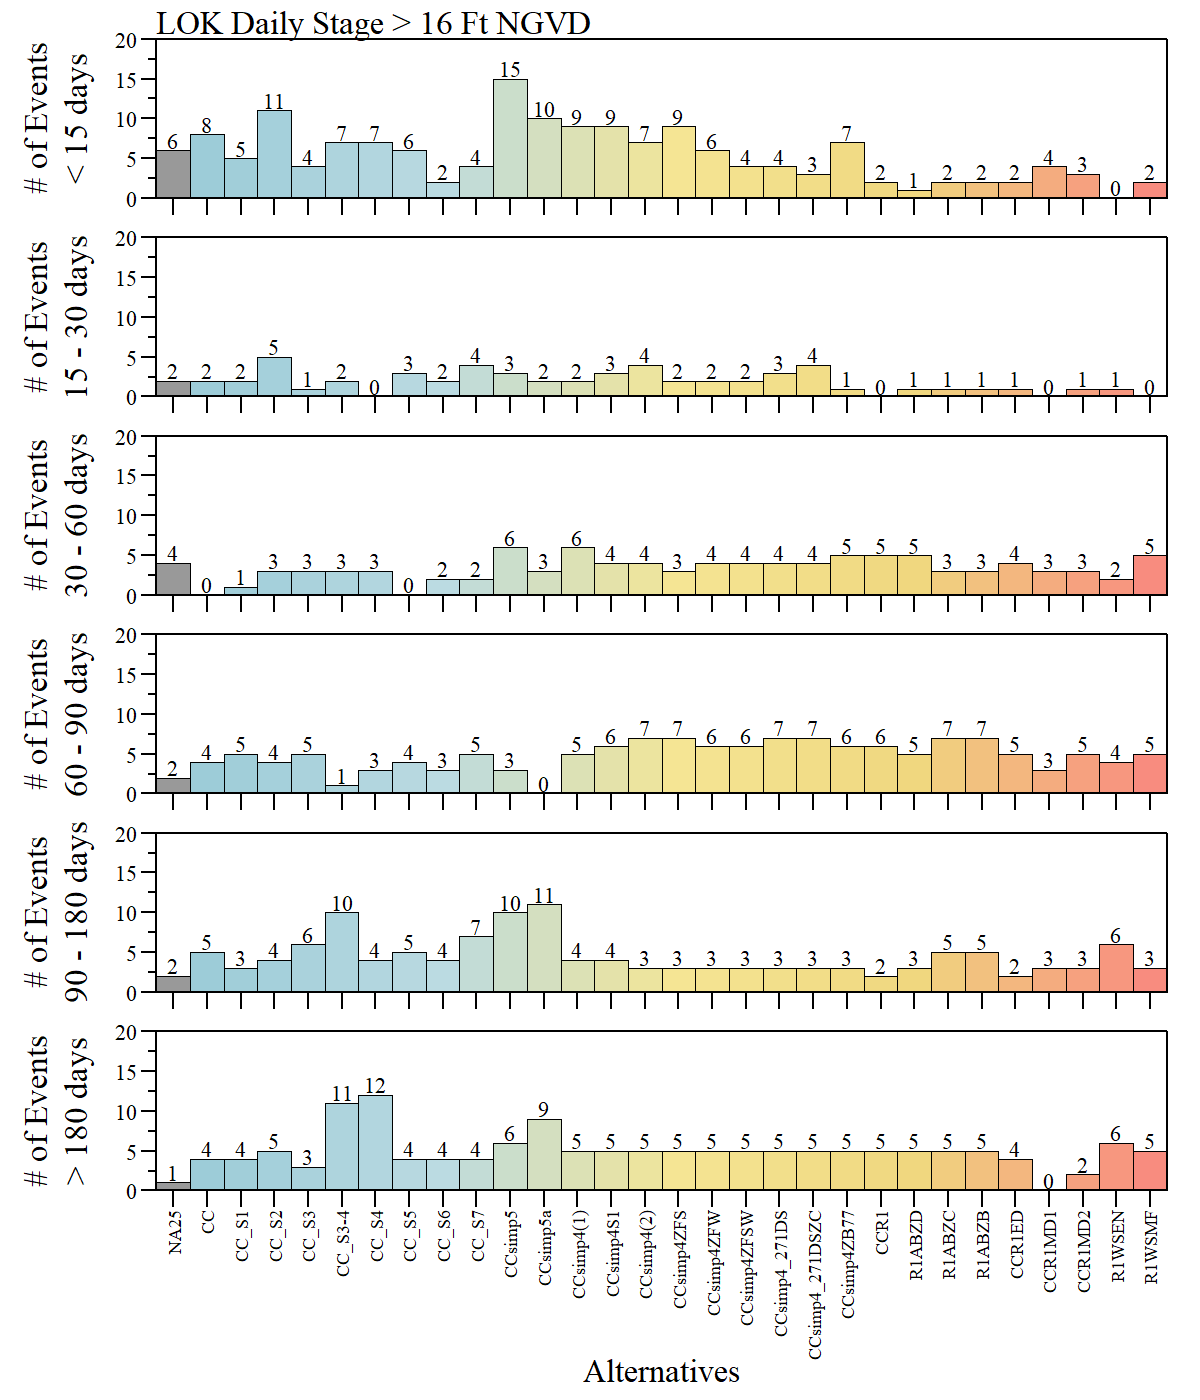 LOK Daily Stage > 16 Ft NGVD
# of Events
< 15 days
20
15
10
5
0
6 8 5 11 4 7 7 6 2 4 15 10 9 9 7 9 6 4 4 3 7 2 1 2 2 2 4 3 0 2
# of Events
15 - 30 days
20
15
10
5
0
2 2 2 5 1 2 0 3 2 4 3 2 2 3 4 2 2 2 3 4 1 0 1 1 1 1 0 1 1 0
# of Events
30 - 60 days
20
15
10
5
0
4 0 1 3 3 3 3 0 2 2 6 3 6 4 4 3 4 4 4 4 5 5 5 3 3 4 3 3 2 5
# of Events
60 - 90 days
20
15
10
5
0
2 4 5 4 5 1 3 4 3 5 3 0 5 6 7 7 6 6 7 7 6 6 5 7 7 5 3 5 4 5
# of Events
90 - 180 days
20
15
10
5
0
2 5 3 4 6 10 4 5 4 7 10 11 4 4 3 3 3 3 3 3 3 2 3 5 5 2 3 3 6 3
# of Events
> 180 days
20
15
10
5
0
1 4 4 5 3 11 12 4 4 4 6 9 5 5 5 5 5 5 5 5 5 5 5 5 5 4 0 2 6 5
NA25
CC
CC_S1
CC_S2
CC_S3
CC_S3-4
CC_S4
CC_S5
CC_S6
CC_S7
CCsimp5
CCsimp5a
CCsimp4(1)
CCsimp4S1
CCsimp4(2)
CCsimp4ZFS
CCsimp4ZFW
CCsimp4ZFSW
CCsimp4_271DS
CCsimp4_271DSZC
CCsimp4ZB77
CCR1
R1ABZD
R1ABZC
R1ABZB
CCR1ED
CCR1MD1
CCR1MD2
R1WSEN
R1WSMF
Alternatives